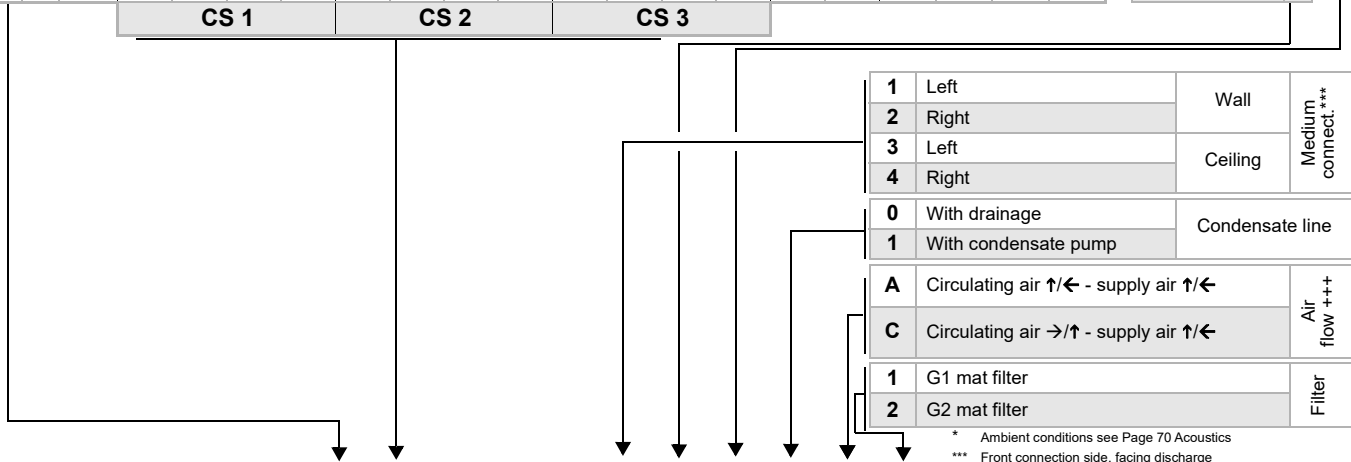 CS 1 CS 2 CS 3
1 Left Wall Medium connect.***
2 Right
3 Left Ceiling
4 Right
0 With drainage Condensate line
1 With condensate pump
A Circulating air ↑/← - supply air ↑/← Air flow +++
C Circulating air →/↑ - supply air ↑/←
1 G1 mat filter Filter
2 G2 mat filter
* Ambient conditions see Page 70 Acoustics
*** Front connection side, facing discharge